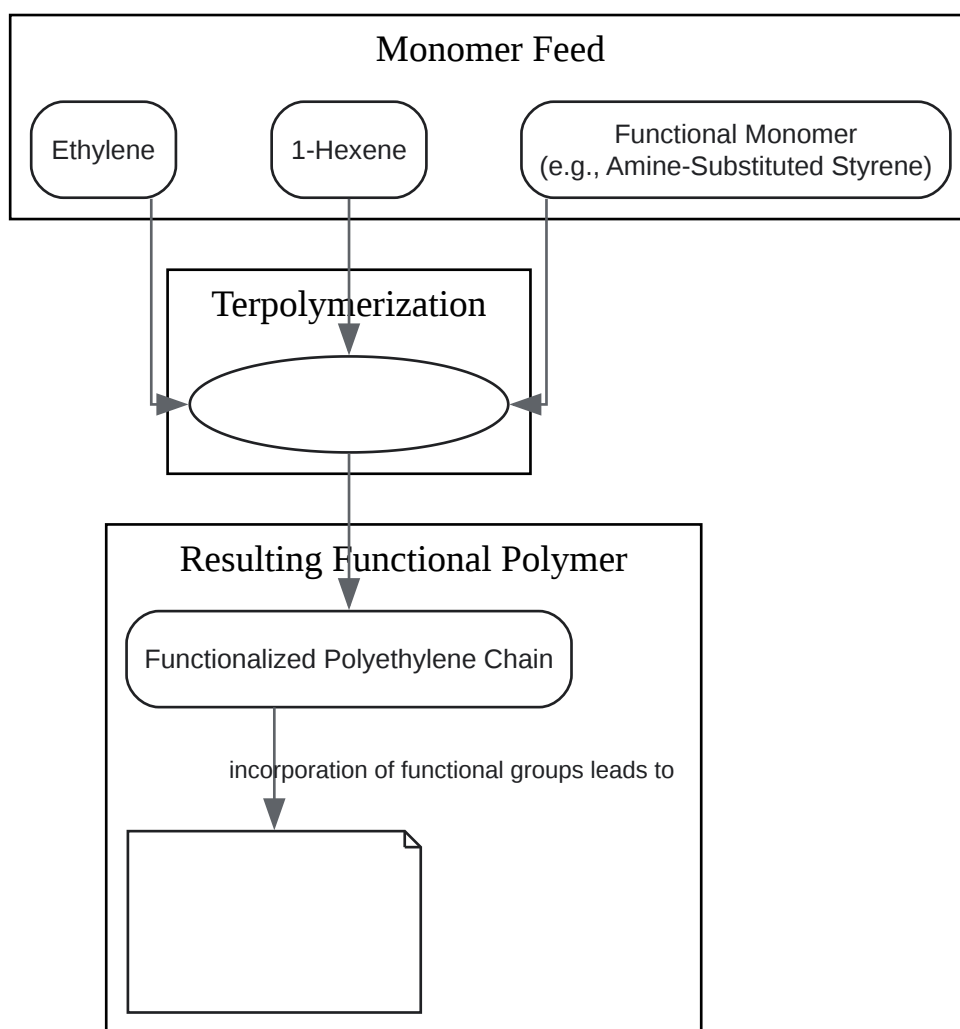 Monomer Feed
Ethylene
1-Hexene
Functional Monomer
(e.g., Amine-Substituted Styrene)
Terpolymerization
Resulting Functional Polymer
Functionalized Polyethylene Chain
incorporation of functional groups leads to